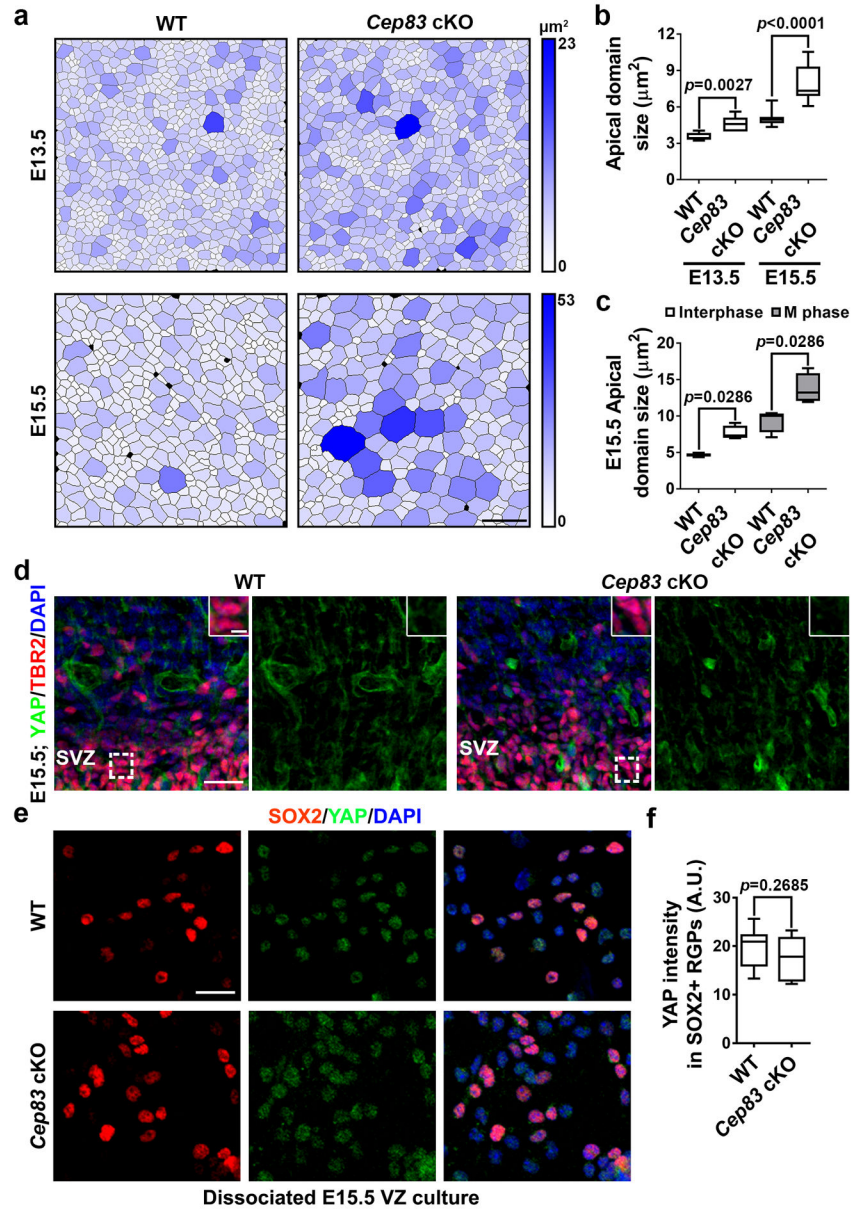 a
WT
Cep83 cKO
µm²
E13.5
23
0
E15.5
53
0
b
Apical domain
size (µm²)
12
9
6
3
0
p=0.0027
p<0.0001
WT
Cep83
cKO
WT
Cep83
cKO
E13.5
E15.5
c
Interphase
M phase
E15.5 Apical
domain size (µm²)
20
15
10
5
0
p=0.0286
p=0.0286
WT
Cep83
cKO
WT
Cep83
cKO
d
WT
Cep83 cKO
E15.5; YAP/TBR2/DAPI
SVZ
SVZ
e
SOX2/YAP/DAPI
WT
Cep83 cKO
Dissociated E15.5 VZ culture
f
YAP intensity
in SOX2+ RGPs (A.U.)
30
20
10
0
p=0.2685
WT
Cep83 cKO